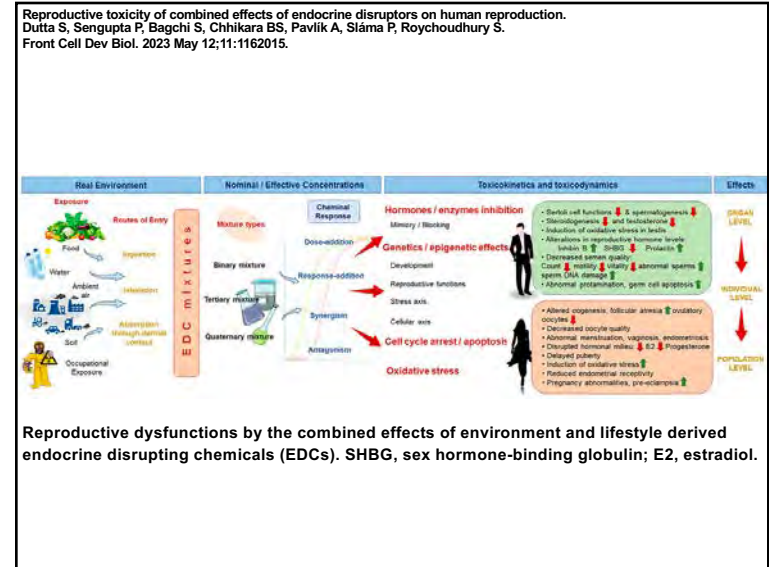 Reproductive toxicity of combined effects of endocrine disruptors on human reproduction.
Dutta S, Sengupta P, Bagchi S, Chhikara BS, Pavlík A, Sláma P, Roychoudhury S.
Front Cell Dev Biol. 2023 May 12;11:1162015.
Real Environment
Exposure
Routes of Entry
Food
Ingestion
Water
Ambient
air
Inhalation
Absorption
through dermal
contact
Soil
Occupational
Exposure
EDC mixtures
Nominal / Effective Concentrations
Mixture types
Binary mixture
Tertiary mixture
Quaternary mixture
Chemical
Response
Dose-addition
Response-addition
Synergism
Antagonism
Toxicokinetics and toxicodynamics
Hormones / enzymes inhibition
Mimicry / Blocking
Genetics / epigenetic effects
Development
Reproductive functions
Stress axis
Cellular axis
Cell cycle arrest / apoptosis
Oxidative stress
• Sertoli cell functions ⬇ & spermatogenesis ⬇
• Steroidogenesis ⬇ and testosterone ⬇
• Induction of oxidative stress in testis
• Alterations in reproductive hormone levels
Inhibin B ⬆ SHBG ⬇ Prolactin ⬆
• Decreased semen quality
Count ⬇ motility ⬇ vitality ⬇ abnormal sperms ⬆
sperm DNA damage ⬆
• Abnormal protamination, germ cell apoptosis ⬆
• Altered oogenesis, follicular atresia ⬆ ovulatory
oocytes ⬇
• Decreased oocyte quality
• Abnormal menstruation, vaginosis, endometriosis
• Disrupted hormonal milieu ⬇ E2 ⬇ Progesterone
• Delayed puberty
• Induction of oxidative stress ⬆
• Reduced endometrial receptivity
• Pregnancy abnormalities, pre-eclampsia ⬆
Effects
ORGAN
LEVEL
INDIVIDUAL
LEVEL
POPULATION
LEVEL
Reproductive dysfunctions by the combined effects of environment and lifestyle derived
endocrine disrupting chemicals (EDCs). SHBG, sex hormone-binding globulin; E2, estradiol.